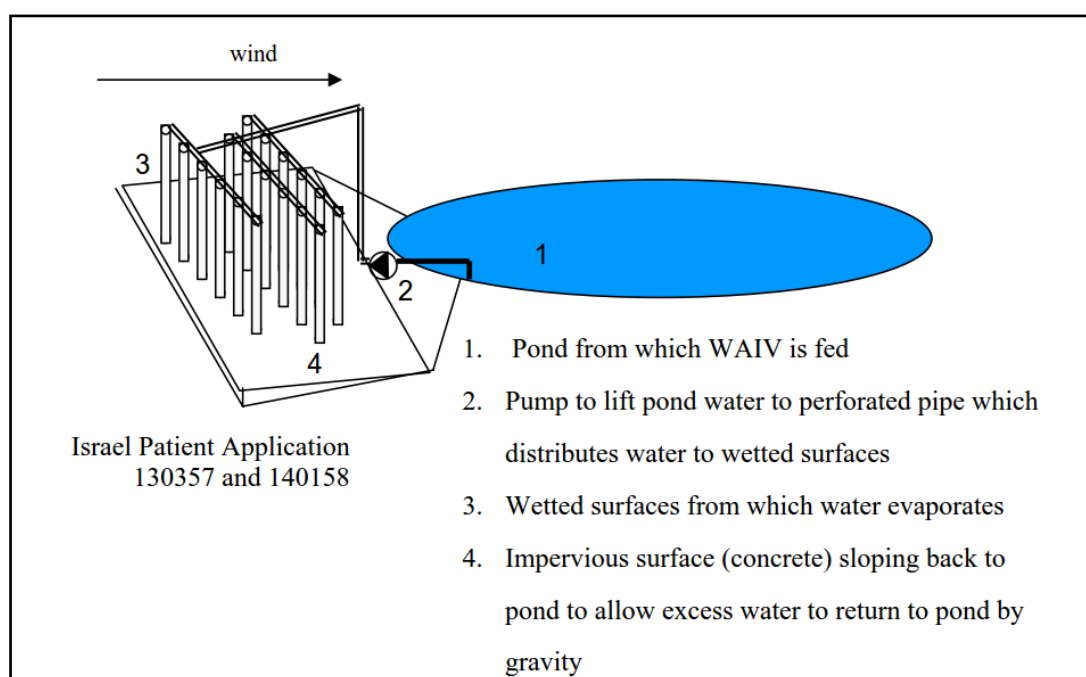 wind
3
1
2
4
1. Pond from which WAIV is fed
2. Pump to lift pond water to perforated pipe which
distributes water to wetted surfaces
3. Wetted surfaces from which water evaporates
4. Impervious surface (concrete) sloping back to
pond to allow excess water to return to pond by
gravity
Israel Patient Application
130357 and 140158